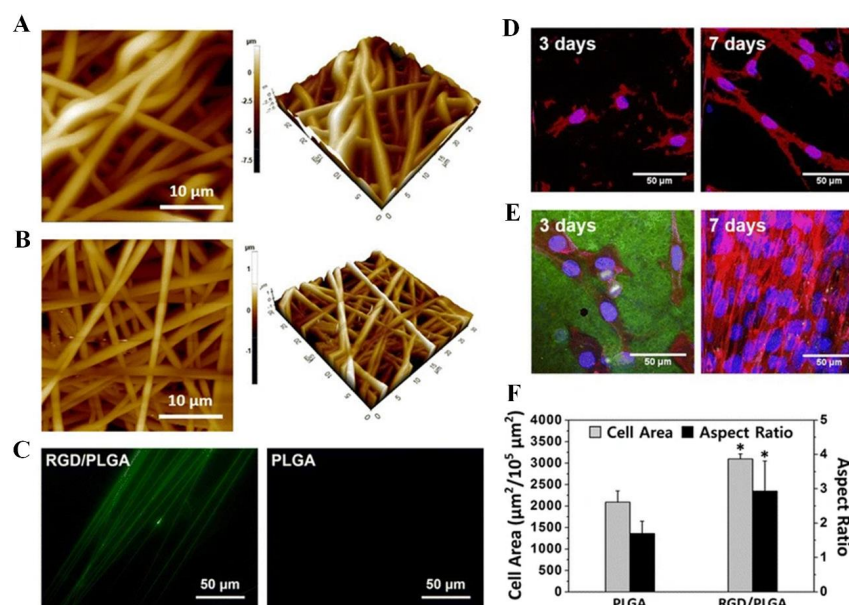 A
10 µm
µm
0
-2.5
-5
-7.5
B
10 µm
µm
1
0
-1
C
RGD/PLGA
50 µm
PLGA
50 µm
D
3 days
50 µm
7 days
50 µm
E
3 days
50 µm
7 days
50 µm
F
Cell Area
Aspect Ratio
Cell Area (µm²/10⁵ µm²)
4000
3500
3000
2500
2000
1500
1000
500
0
5
4
3
2
1
0
Aspect Ratio
*
*
PLGA
RGD/PLGA